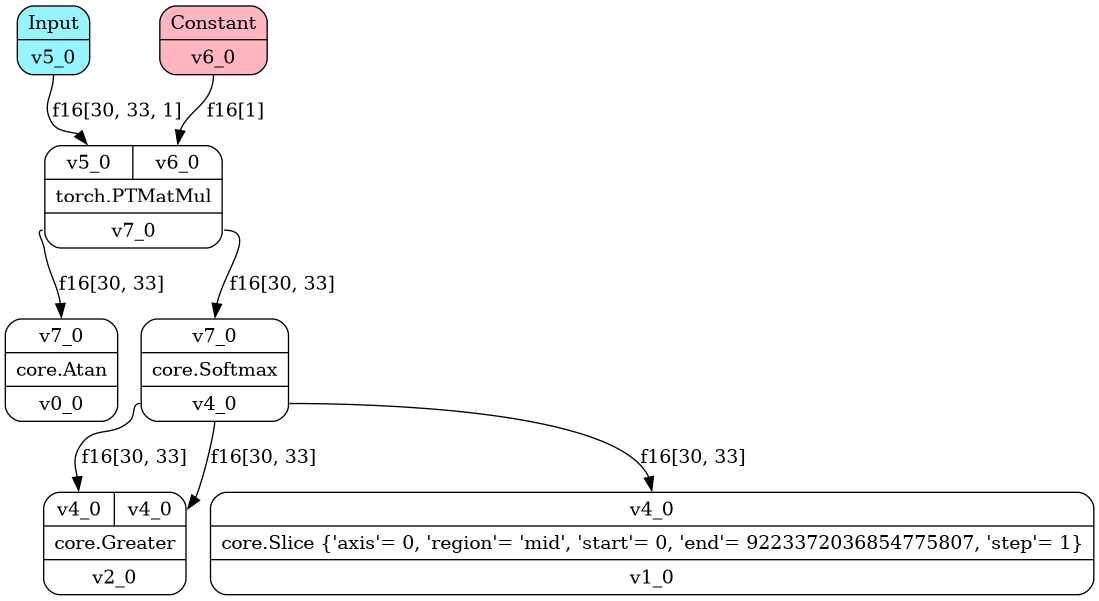 Input
v5_0
Constant
v6_0
f16[30, 33, 1]
f16[1]
v5_0
v6_0
torch.PTMatMul
v7_0
f16[30, 33]
f16[30, 33]
v7_0
core.Atan
v0_0
v7_0
core.Softmax
v4_0
f16[30, 33]
f16[30, 33]
f16[30, 33]
v4_0
v4_0
core.Greater
v2_0
v4_0
core.Slice {'axis'= 0, 'region'= 'mid', 'start'= 0, 'end'= 9223372036854775807, 'step'= 1}
v1_0